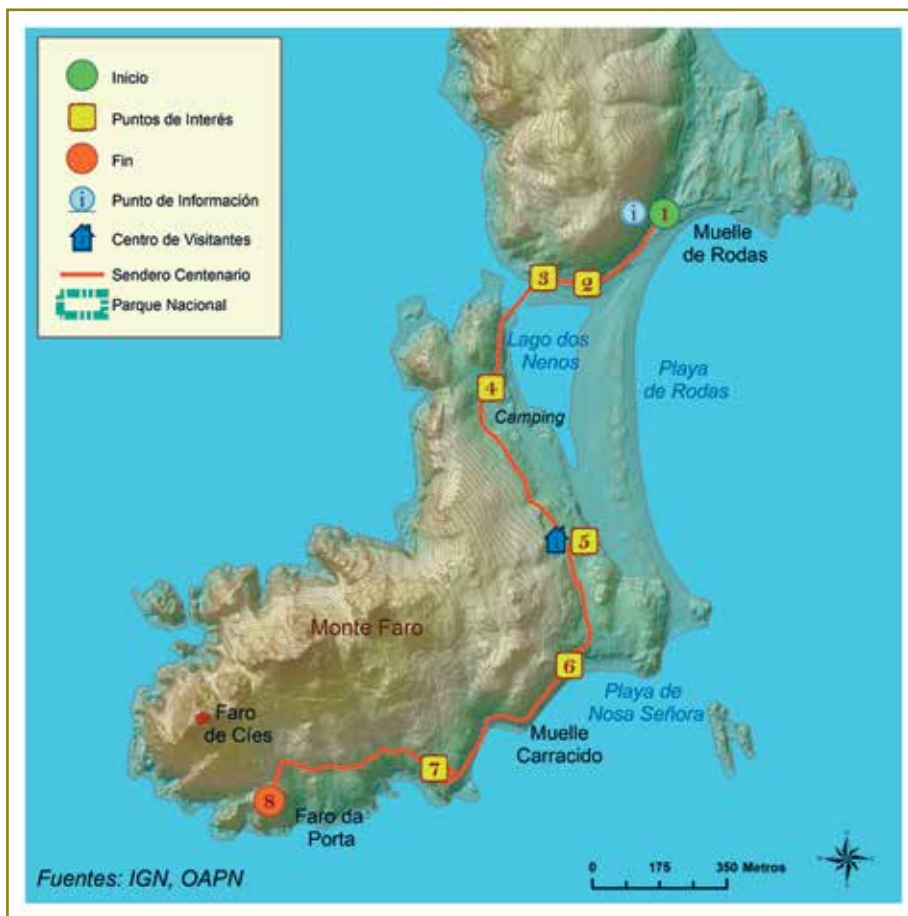 Inicio
Puntos de Interés
Fin
i
Punto de Información
Centro de Visitantes
Sendero Centenario
Parque Nacional
i
1
Muelle
de Rodas
3
2
Lago dos
Nenos
Playa
de Rodas
4
Camping
5
Monte Faro
6
Playa de
Nosa Señora
Faro
de Cíes
Muelle
Carracido
7
8
Faro da
Porta
0 175 350 Metros
Fuentes: IGN, OAPN